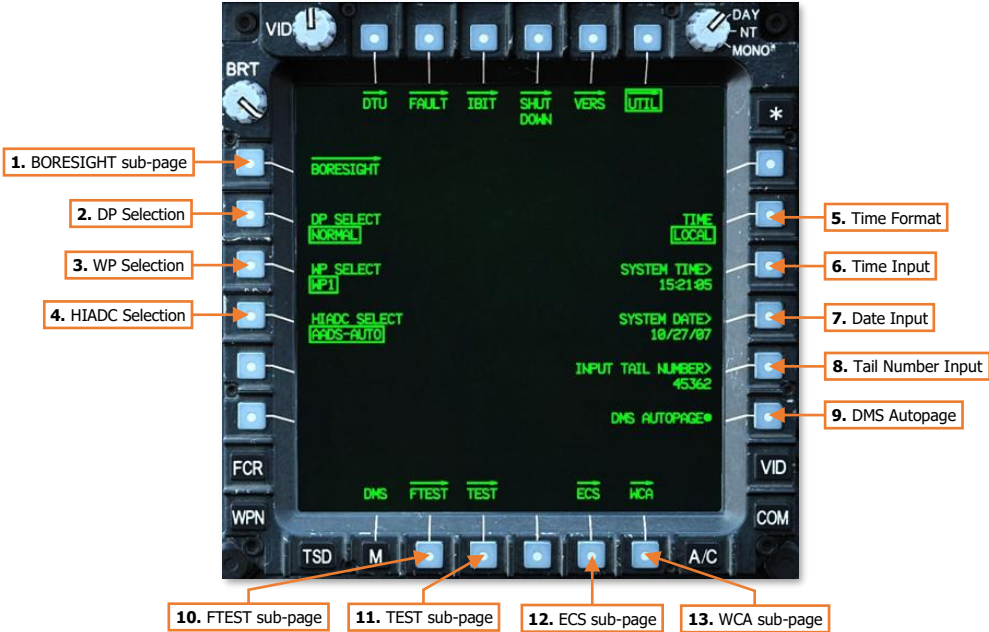 VID
DAY
NT
MONO*
BRT
DTU FAULT IBIT SHUT DOWN VERS UTIL
*
1. BORESIGHT sub-page
BORESIGHT
2. DP Selection
DP SELECT
NORMAL
TIME
LOCAL
5. Time Format
3. WP Selection
WP SELECT
WP1
SYSTEM TIME>
15:21:05
6. Time Input
4. HIADC Selection
HIADC SELECT
AADS-AUTO
SYSTEM DATE>
10/27/07
7. Date Input
INPUT TAIL NUMBER>
45362
8. Tail Number Input
DMS AUTOPAGE
9. DMS Autopage
FCR
VID
DMS FTEST TEST ECS WCA
WPN
COM
TSD M A/C
10. FTEST sub-page
11. TEST sub-page
12. ECS sub-page
13. WCA sub-page